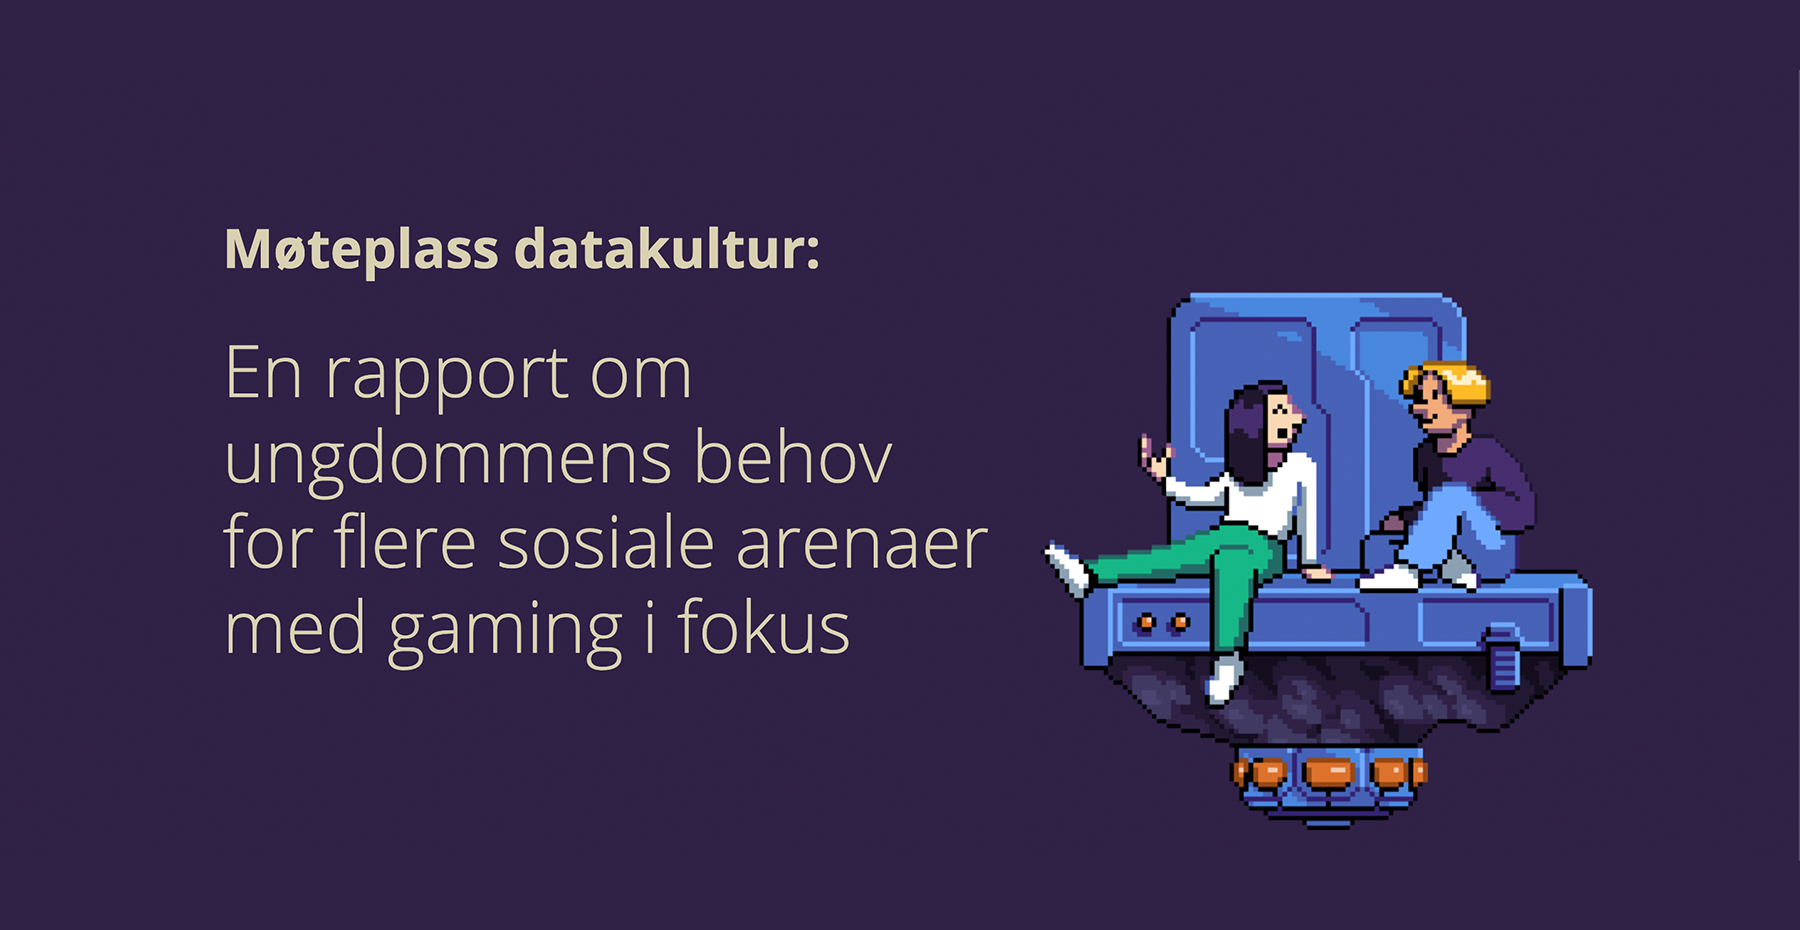 Møteplass datakultur:
En rapport om
ungdommens behov
for flere sosiale arenaer
med gaming i fokus